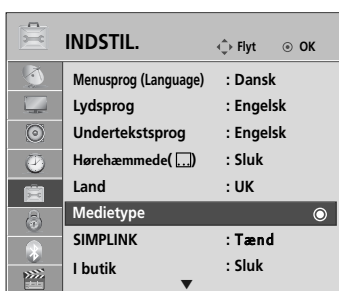 INDSTIL. Flyt OK
Menusprog (Language) : Dansk
Lydsprog : Engelsk
Undertekstsprog : Engelsk
Hørehæmmede( ) : Sluk
Land : UK
Medietype
SIMPLINK : Tænd
I butik : Sluk